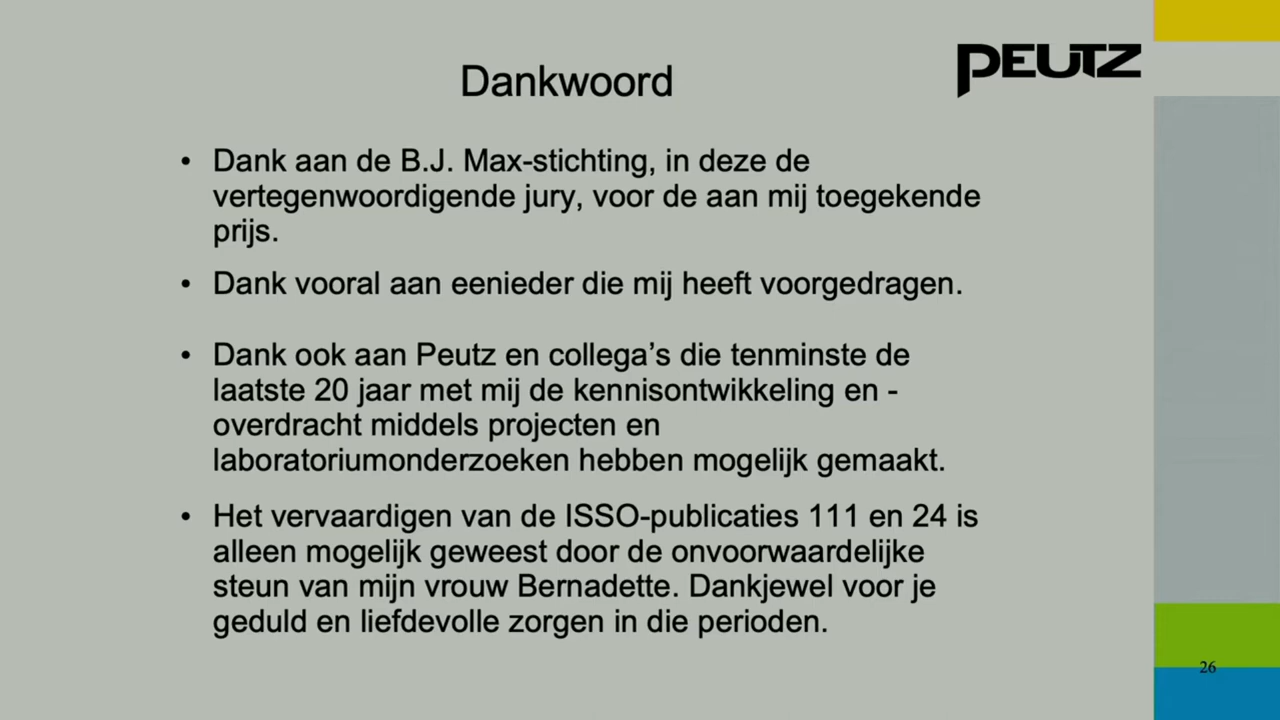 PEUTZ
Dankwoord
• Dank aan de B.J. Max-stichting, in deze de
vertegenwoordigende jury, voor de aan mij toegekende
prijs.
• Dank vooral aan eenieder die mij heeft voorgedragen.
• Dank ook aan Peutz en collega’s die tenminste de
laatste 20 jaar met mij de kennisontwikkeling en -
overdracht middels projecten en
laboratoriumonderzoeken hebben mogelijk gemaakt.
• Het vervaardigen van de ISSO-publicaties 111 en 24 is
alleen mogelijk geweest door de onvoorwaardelijke
steun van mijn vrouw Bernadette. Dankjewel voor je
geduld en liefdevolle zorgen in die perioden.
26